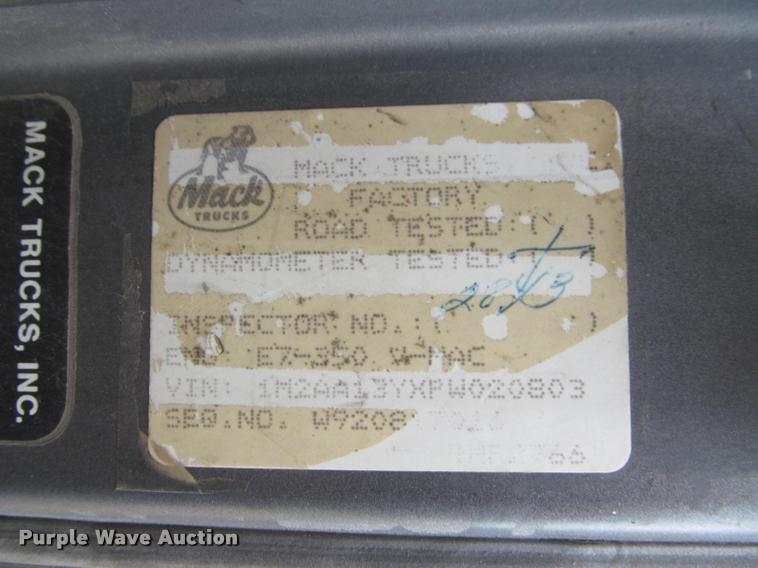 MACK TRUCKS, INC.
Mack
TRUCKS
MACK TRUCKS
FACTORY
ROAD TESTED:( )
DYNAMOMETER TESTED:( )
INSPECTOR NO.:( )
ENG: E7-350 V-MAC
VIN: 1M2AA13YXPW020803
SEQ.NO. W9208
Purple Wave Auction